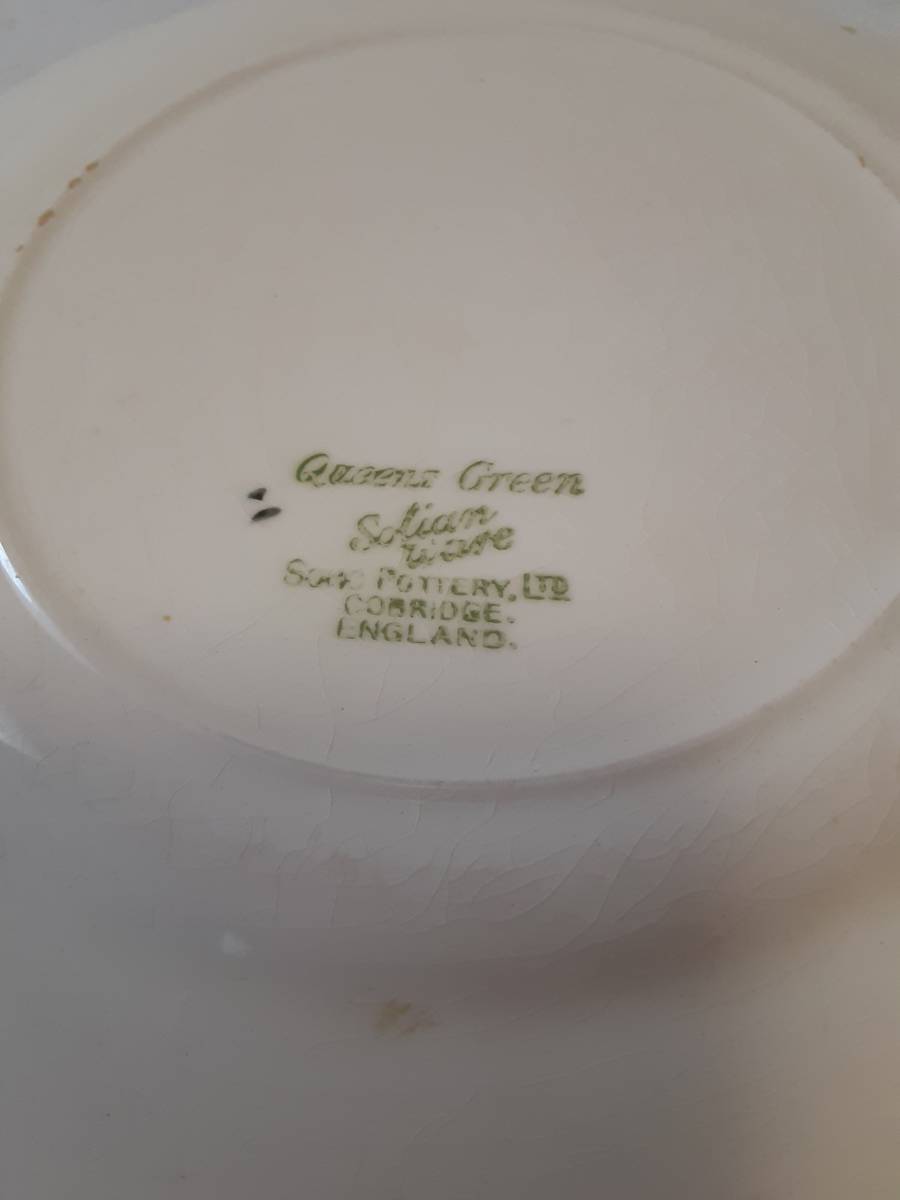 Queens Green
Solian
Ware
SOHO POTTERY, LTD
COBRIDGE.
ENGLAND.